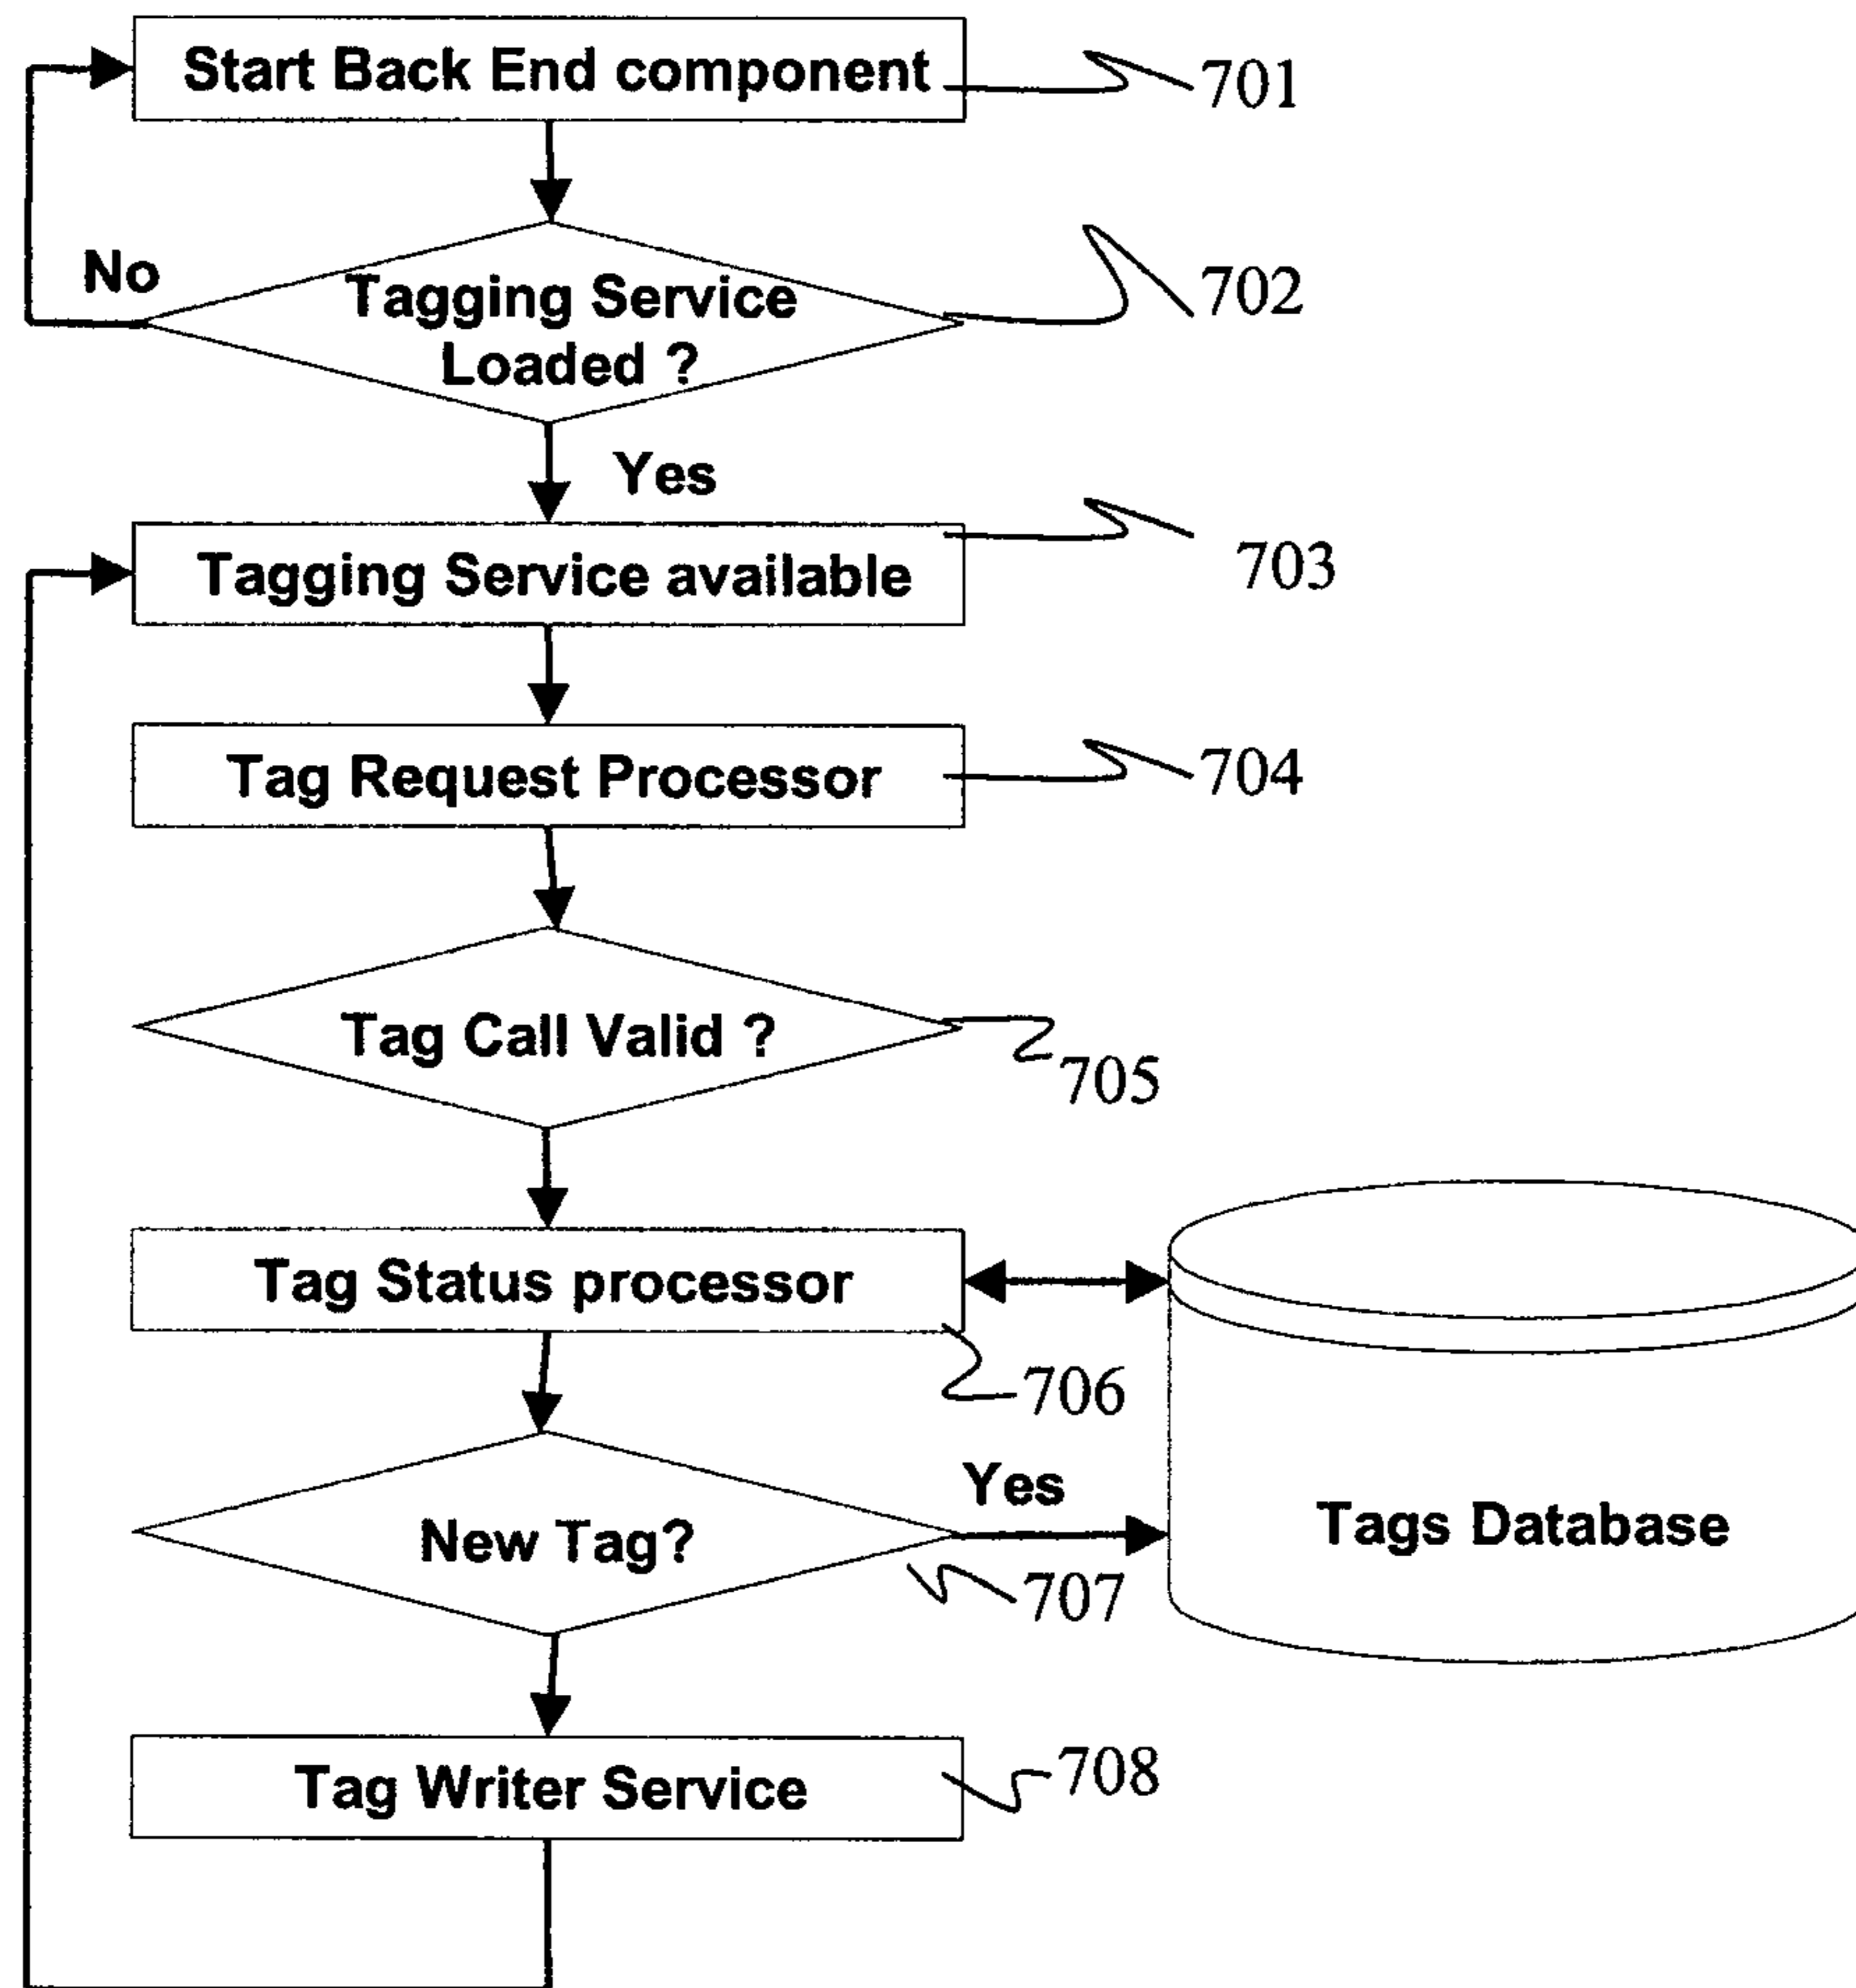 Start Back End component
701
No
Tagging Service
Loaded ?
702
Yes
Tagging Service available
703
Tag Request Processor
704
Tag Call Valid ?
705
Tag Status processor
706
New Tag?
Yes
707
Tags Database
Tag Writer Service
708